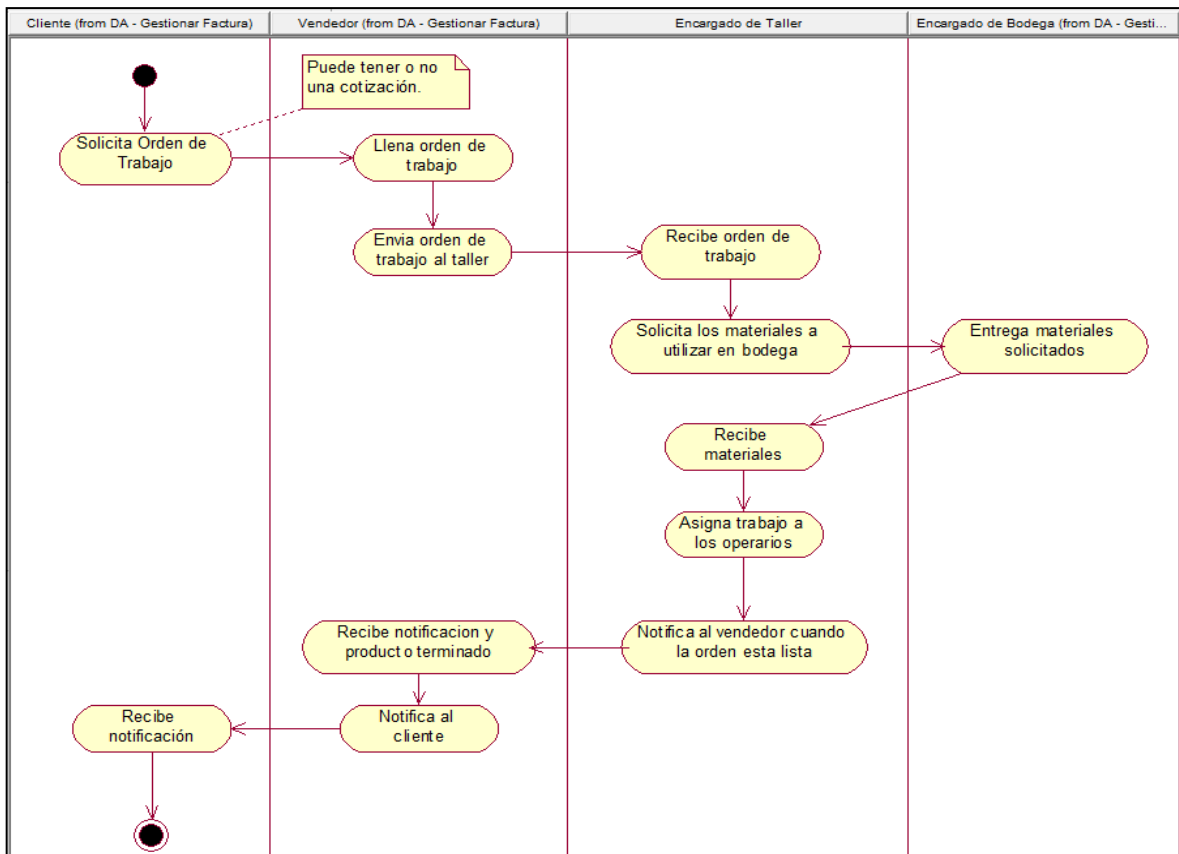 Cliente (from DA - Gestionar Factura)
Vendedor (from DA - Gestionar Factura)
Encargado de Taller
Encargado de Bodega (from DA - Gesti...
Puede tener o no
una cotización.
Solicita Orden de
Trabajo
Llena orden de
trabajo
Envia orden de
trabajo al taller
Recibe orden de
trabajo
Solicita los materiales a
utilizar en bodega
Entrega materiales
solicitados
Recibe
materiales
Asigna trabajo a
los operarios
Notifica al vendedor cuando
la orden esta lista
Recibe notificacion y
producto terminado
Notifica al
cliente
Recibe
notificación